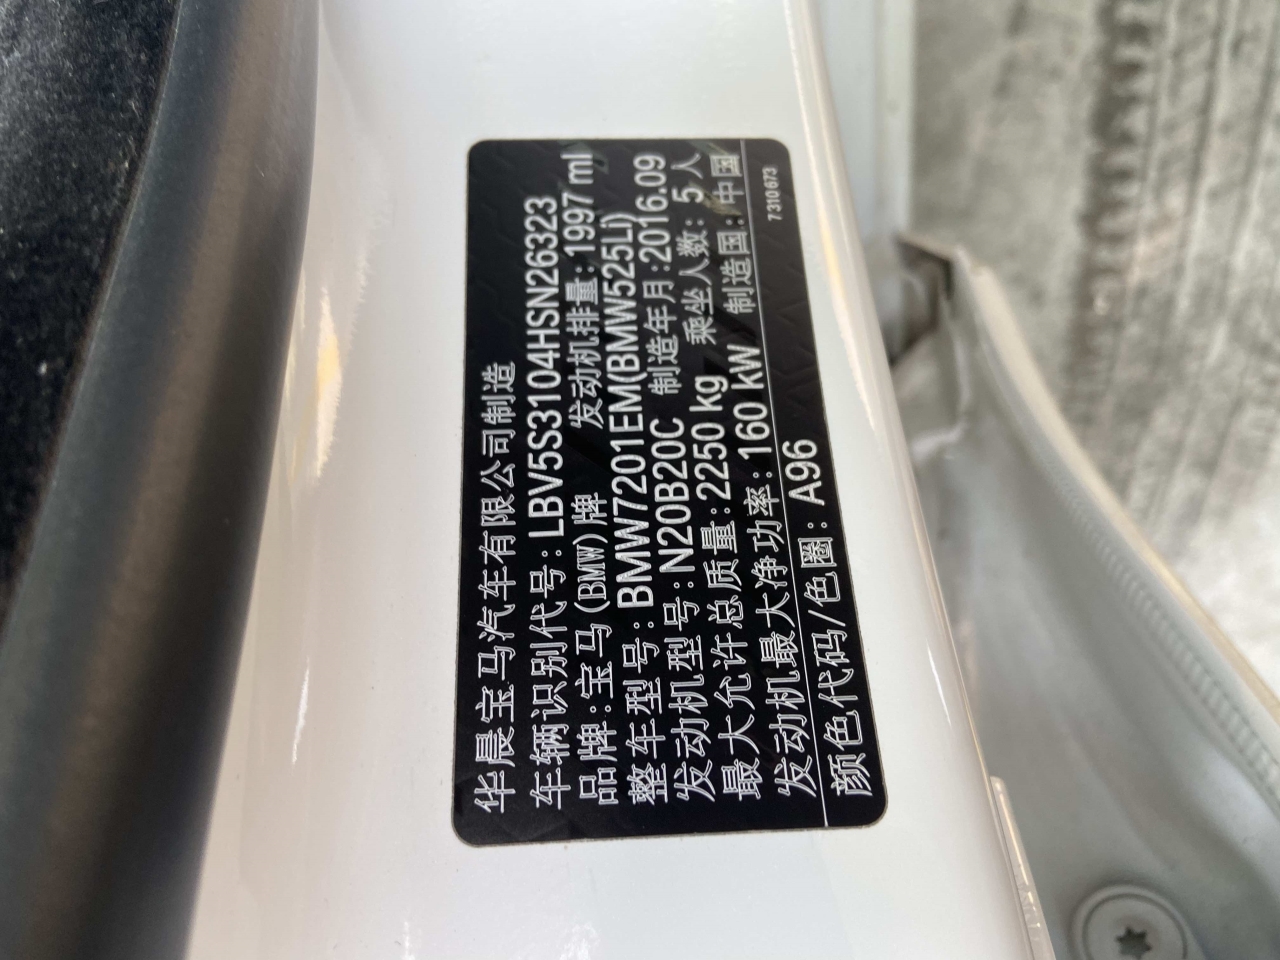 华晨宝马汽车有限公司制造
车辆识别代号:LBV5S3104HSN26323
品牌:宝马(BMW)牌 发动机排量:1997 ml
整车型号:BMW7201EM(BMW525Li)
发动机型号:N20B20C 制造年月:2016.09
最大允许总质量:2250 kg 乘坐人数: 5 人
发动机最大净功率: 160 kW 制造国: 中国
颜色代码/色圈: A96
7310673